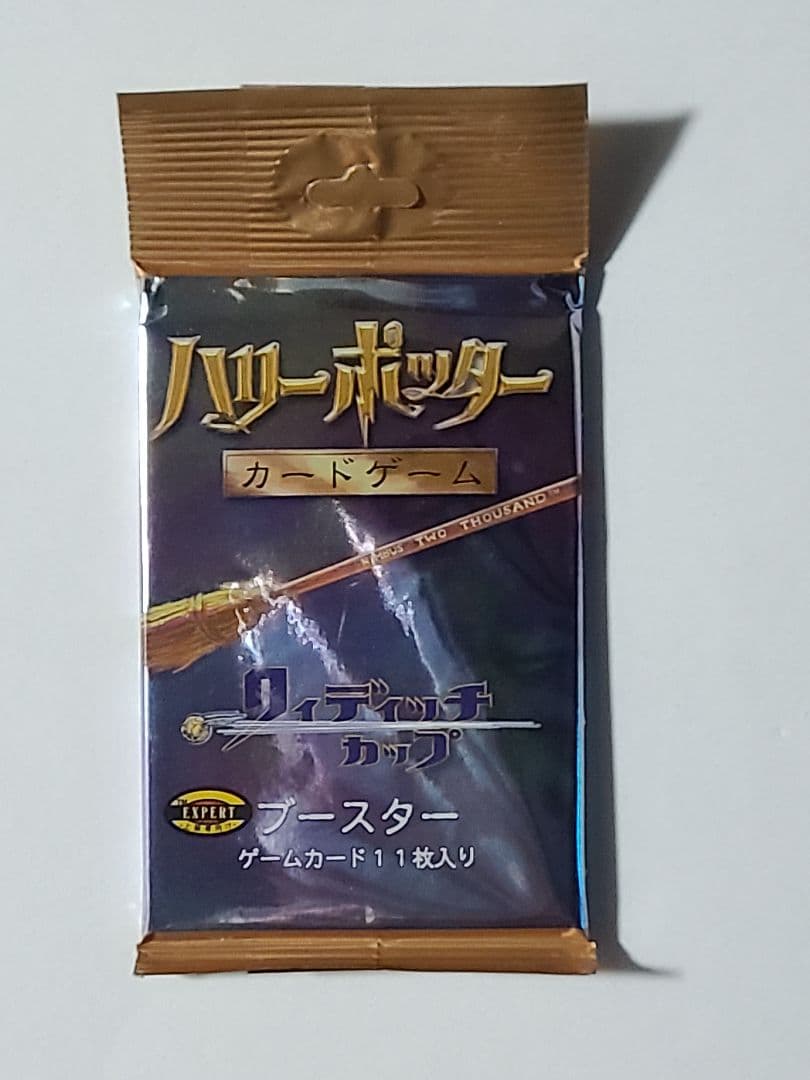 ハリーポッター
カードゲーム
NIMBUS TWO THOUSAND™
クィディッチ
カップ
EXPERT
ブースター
ゲームカード11枚入り